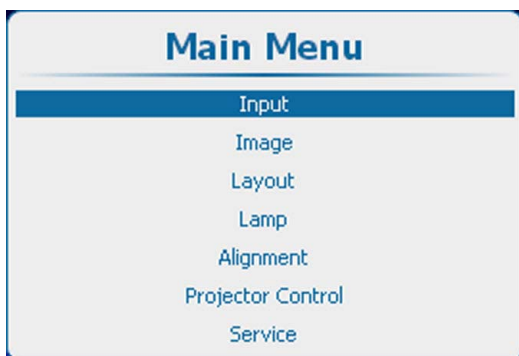 Main Menu
Input
Image
Layout
Lamp
Alignment
Projector Control
Service